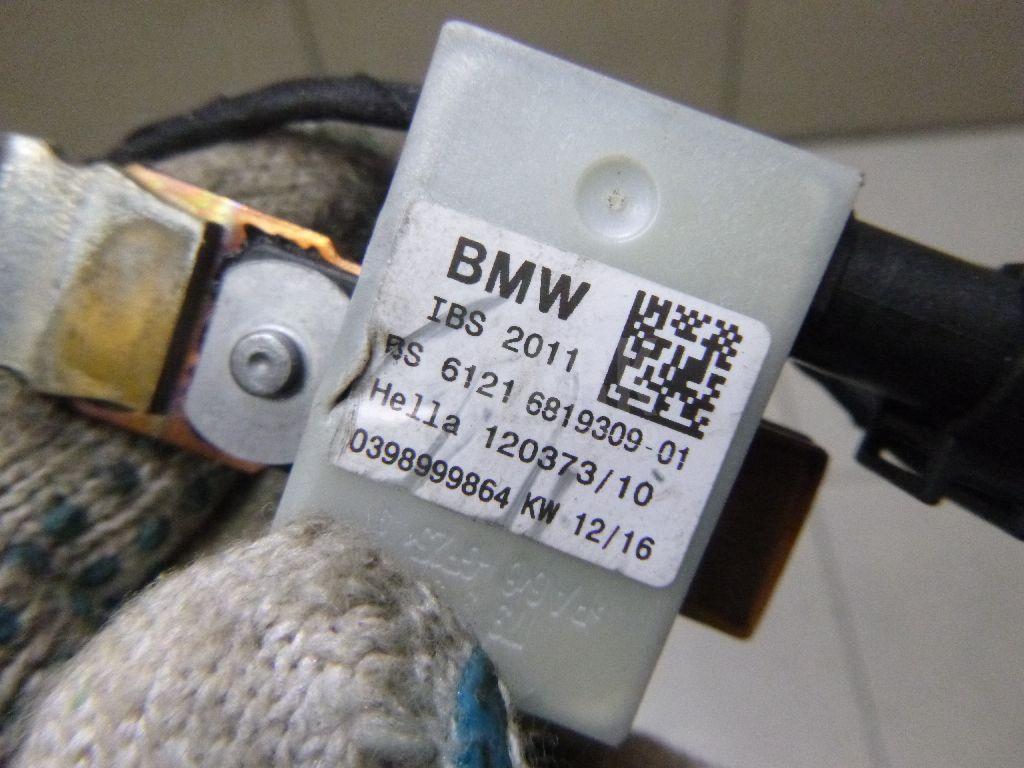 BMW
IBS 2011
BS 6121 6819309-01
Hella 120373/10
0398999864 KW 12/16